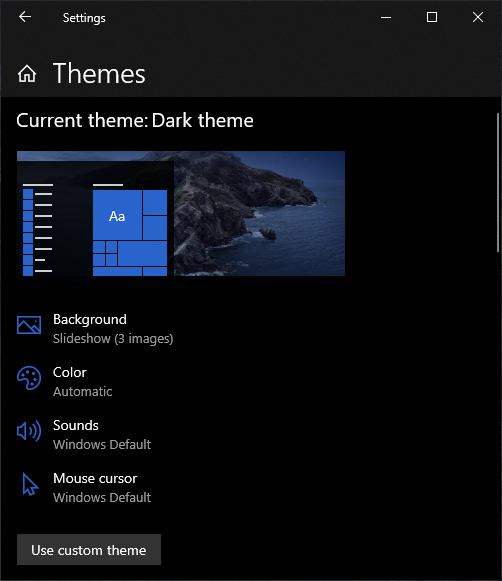 Settings
Themes
Current theme: Dark theme
Aa
Background
Slideshow (3 images)
Color
Automatic
Sounds
Windows Default
Mouse cursor
Windows Default
Use custom theme